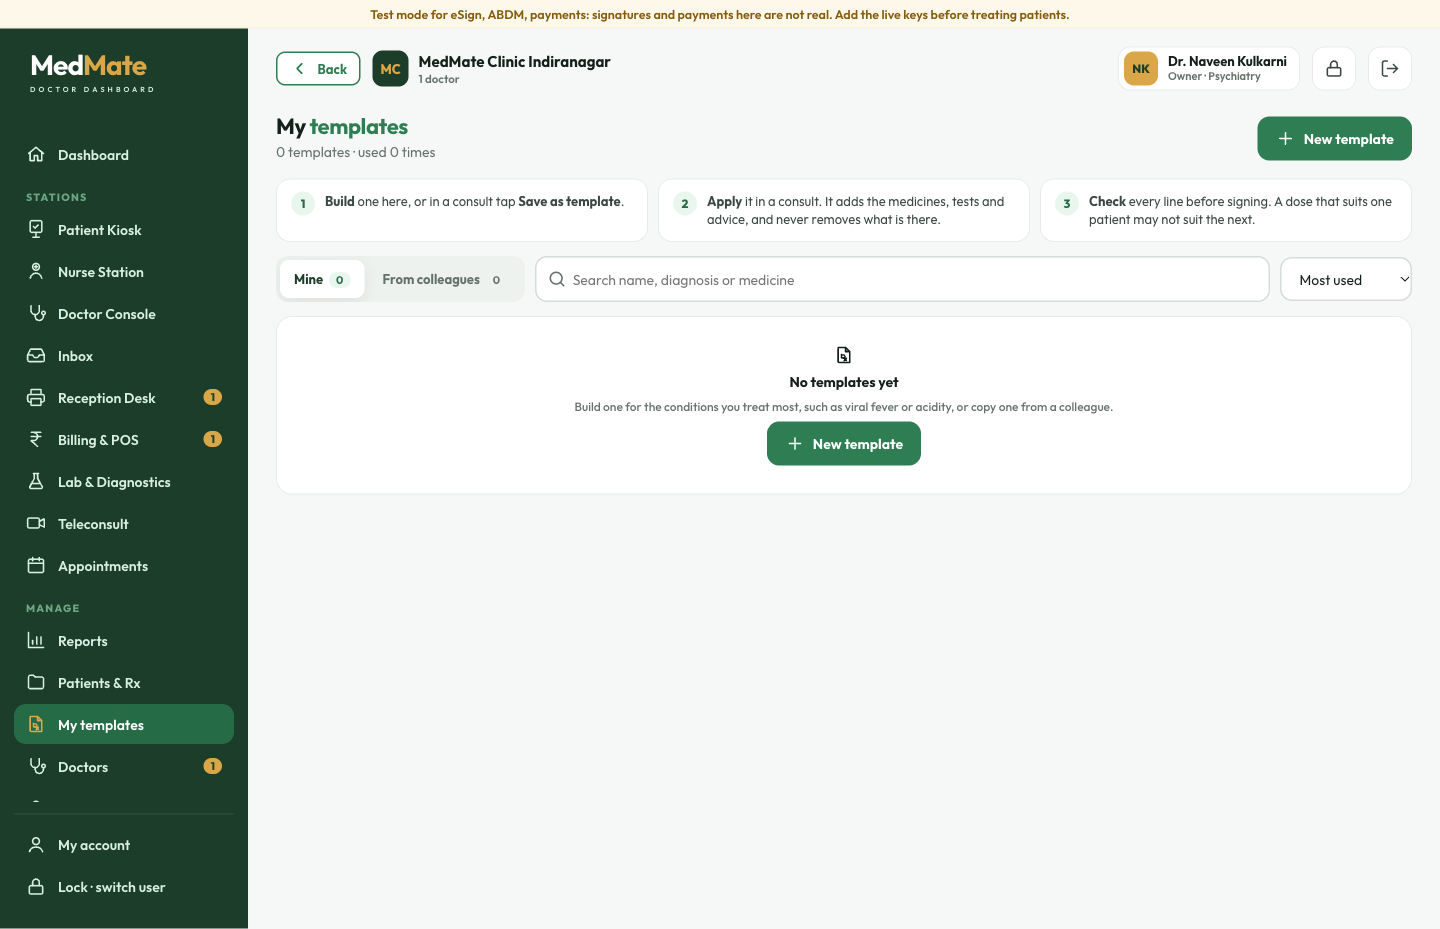 Test mode for eSign, ABDM, payments: signatures and payments here are not real. Add the live keys before treating patients.
MedMate
DOCTOR DASHBOARD
Dashboard
STATIONS
Patient Kiosk
Nurse Station
Doctor Console
Inbox
Reception Desk 1
Billing & POS 1
Lab & Diagnostics
Teleconsult
Appointments
MANAGE
Reports
Patients & Rx
My templates
Doctors 1
My account
Lock · switch user
Back
MC
MedMate Clinic Indiranagar
1 doctor
NK
Dr. Naveen Kulkarni
Owner · Psychiatry
My templates
0 templates · used 0 times
New template
1 Build one here, or in a consult tap Save as template.
2 Apply it in a consult. It adds the medicines, tests and
advice, and never removes what is there.
3 Check every line before signing. A dose that suits one
patient may not suit the next.
Mine 0 From colleagues 0
Search name, diagnosis or medicine
Most used
No templates yet
Build one for the conditions you treat most, such as viral fever or acidity, or copy one from a colleague.
New template